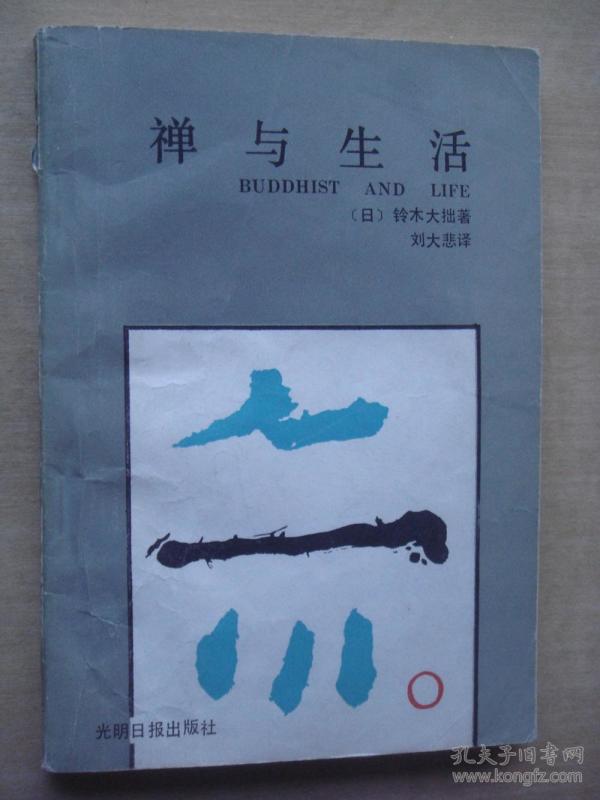 禅与生活
BUDDHIST AND LIFE
〔日〕铃木大拙著
刘大悲译
光明日报出版社
孔夫子旧书网
www.kongfz.com